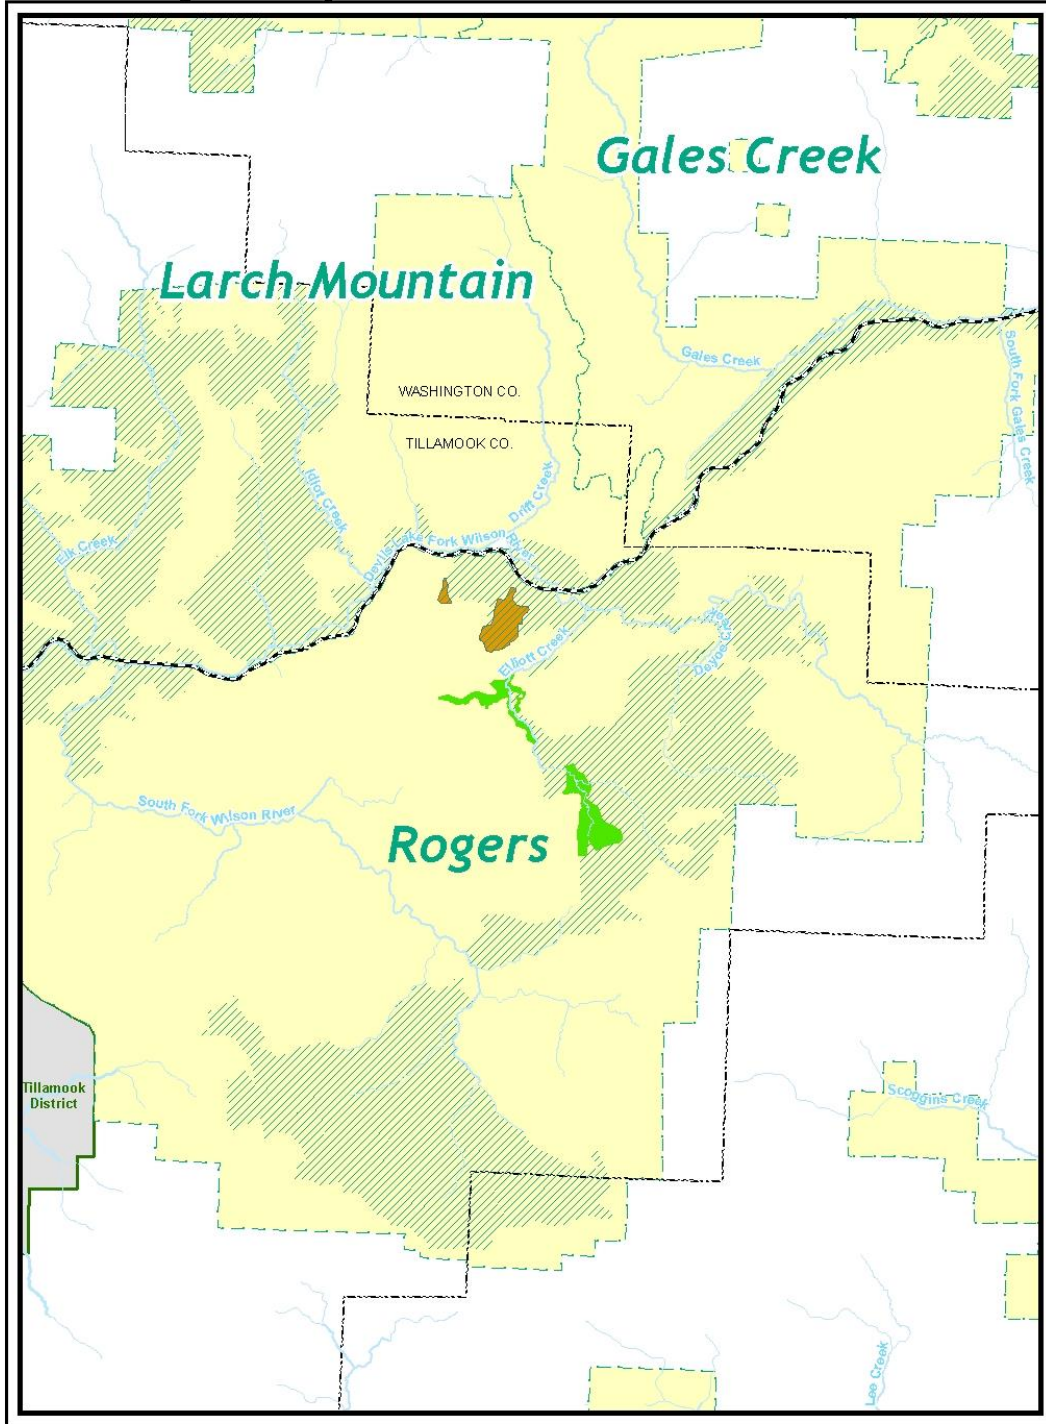 Gales Creek
Larch Mountain
Gales Creek
South Fork Gales Creek
WASHINGTON CO.
TILLAMOOK CO.
Idiot Creek
Drift Creek
Elk Creek
Devils Lake Fork Wilson River
Elliott Creek
Deyoe Creek
South Fork Wilson River
Rogers
Tillamook
District
Scoggins Creek
Lee Creek